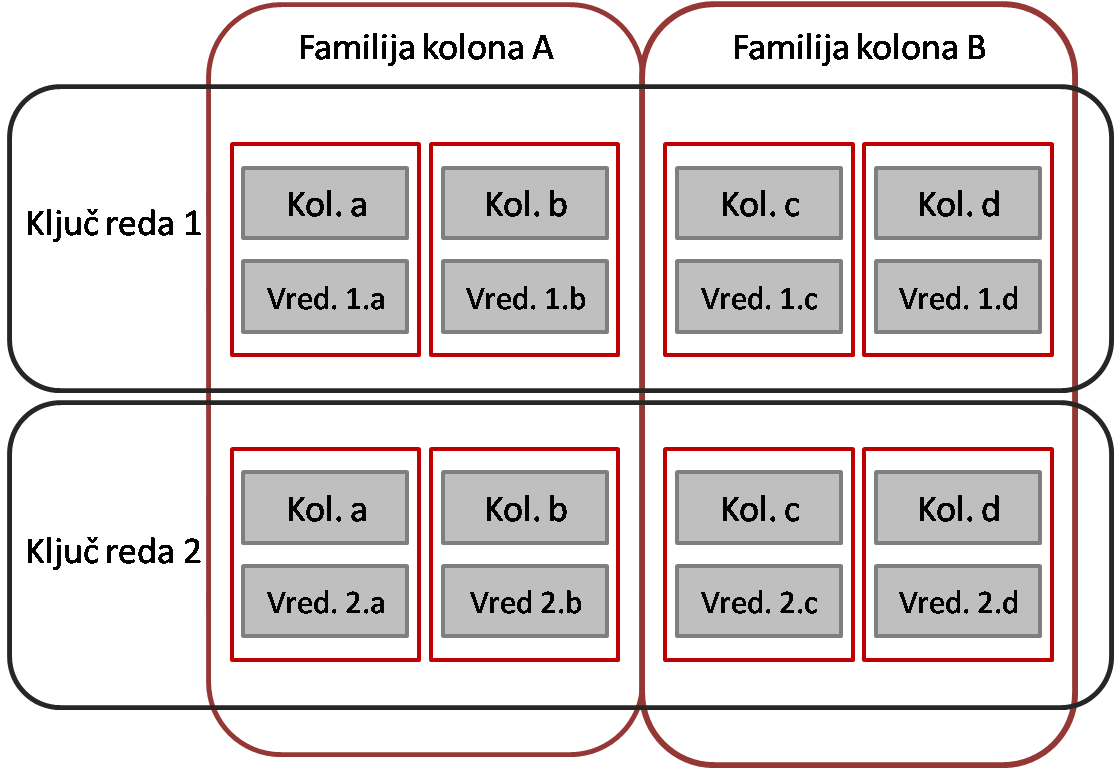 Familija kolona A
Familija kolona B
Ključ reda 1
Kol. a
Kol. b
Kol. c
Kol. d
Vred. 1.a
Vred. 1.b
Vred. 1.c
Vred. 1.d
Ključ reda 2
Kol. a
Kol. b
Kol. c
Kol. d
Vred. 2.a
Vred 2.b
Vred. 2.c
Vred. 2.d